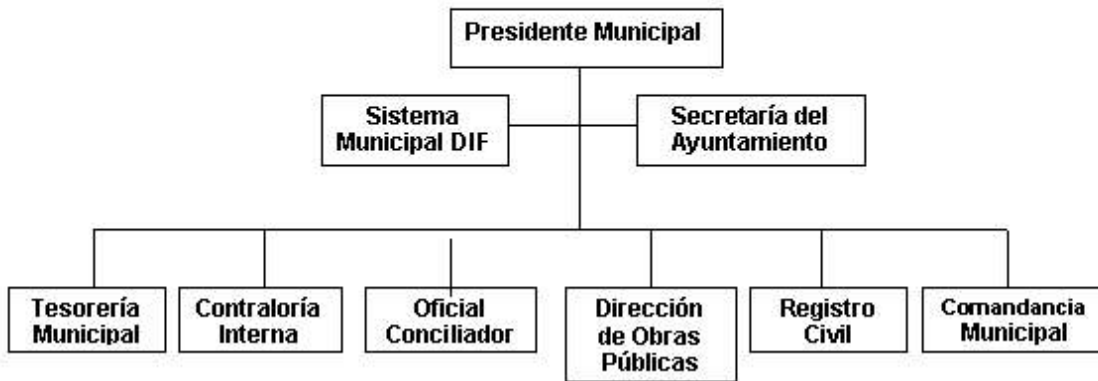 Presidente Municipal
Sistema
Municipal DIF
Secretaría del
Ayuntamiento
Tesorería
Municipal
Contraloría
Interna
Oficial
Conciliador
Dirección
de Obras
Públicas
Registro
Civil
Comandancia
Municipal